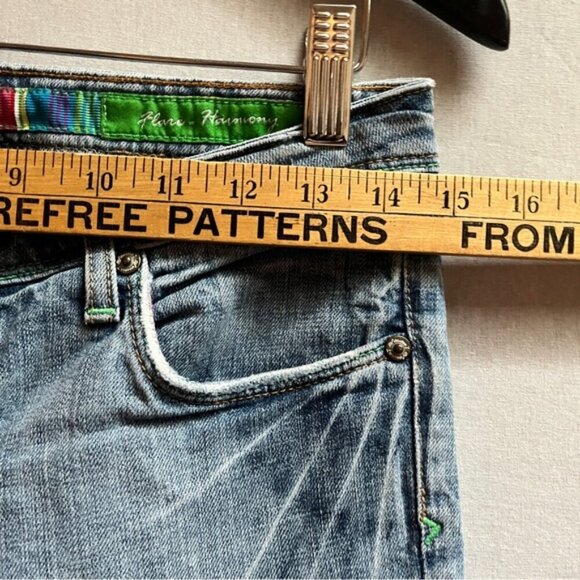 Flare - Harmony
9 10 11 12 13 14 15 16
REFREE PATTERNS FROM